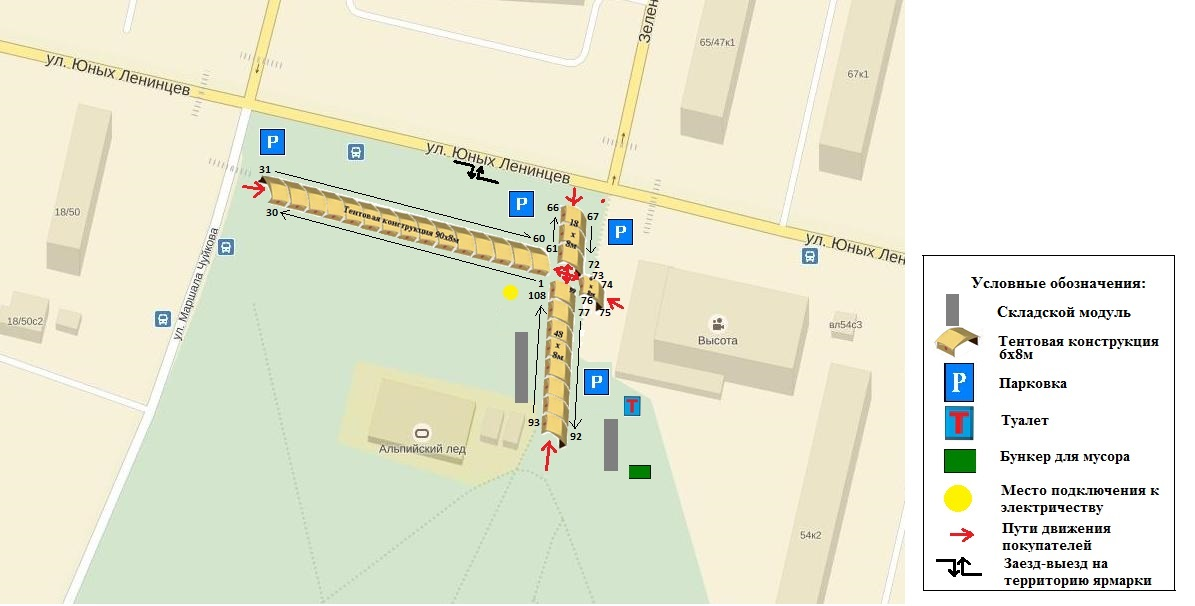 ул. Юных Ленинцев
Зелен
65/47к1
67к1
P
31
ул. Юных Ленинцев
18/50
30
Тентовая конструкция 90х8м
60
P
66
67
18
х
8м
P
61
72
73
74
ул. Юных Лен
ул. Маршала Чуйкова
1
108
76
77
75
18/50с2
48
х
8м
Высота
вл54с3
P
T
93
92
Альпийский лед
54к2
Условные обозначения:
Складской модуль
Тентовая конструкция
6х8м
P
Парковка
T
Туалет
Бункер для мусора
Место подключения к
электричеству
Пути движения
покупателей
Заезд-выезд на
территорию ярмарки